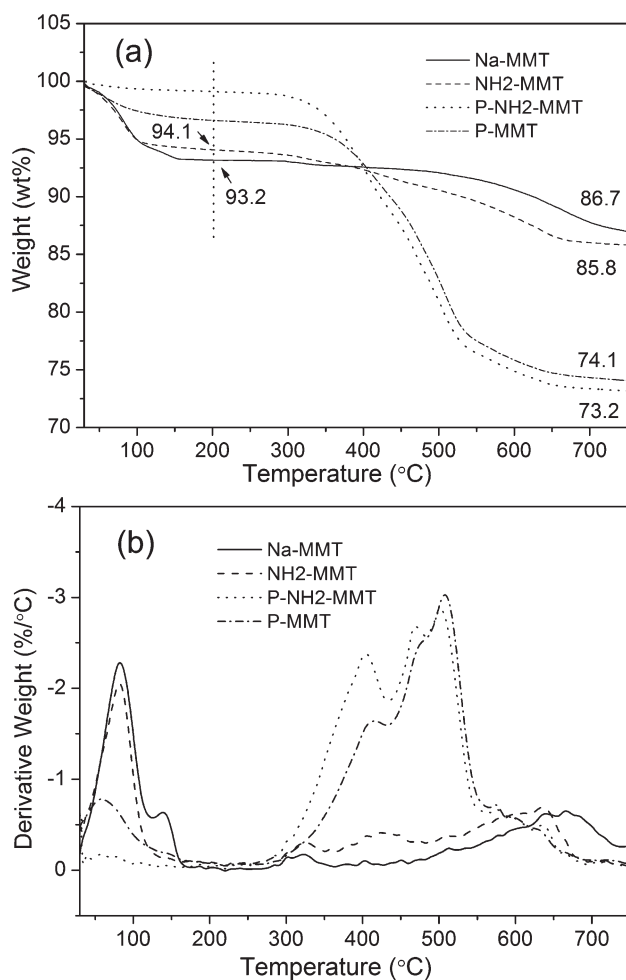 (a)
Na-MMT
NH2-MMT
P-NH2-MMT
P-MMT
94.1
93.2
86.7
85.8
74.1
73.2
105
100
95
90
85
80
75
70
Weight (wt%)
100 200 300 400 500 600 700
Temperature (°C)
(b)
Na-MMT
NH2-MMT
P-NH2-MMT
P-MMT
-4
-3
-2
-1
0
Derivative Weight (%/°C)
100 200 300 400 500 600 700
Temperature (°C)